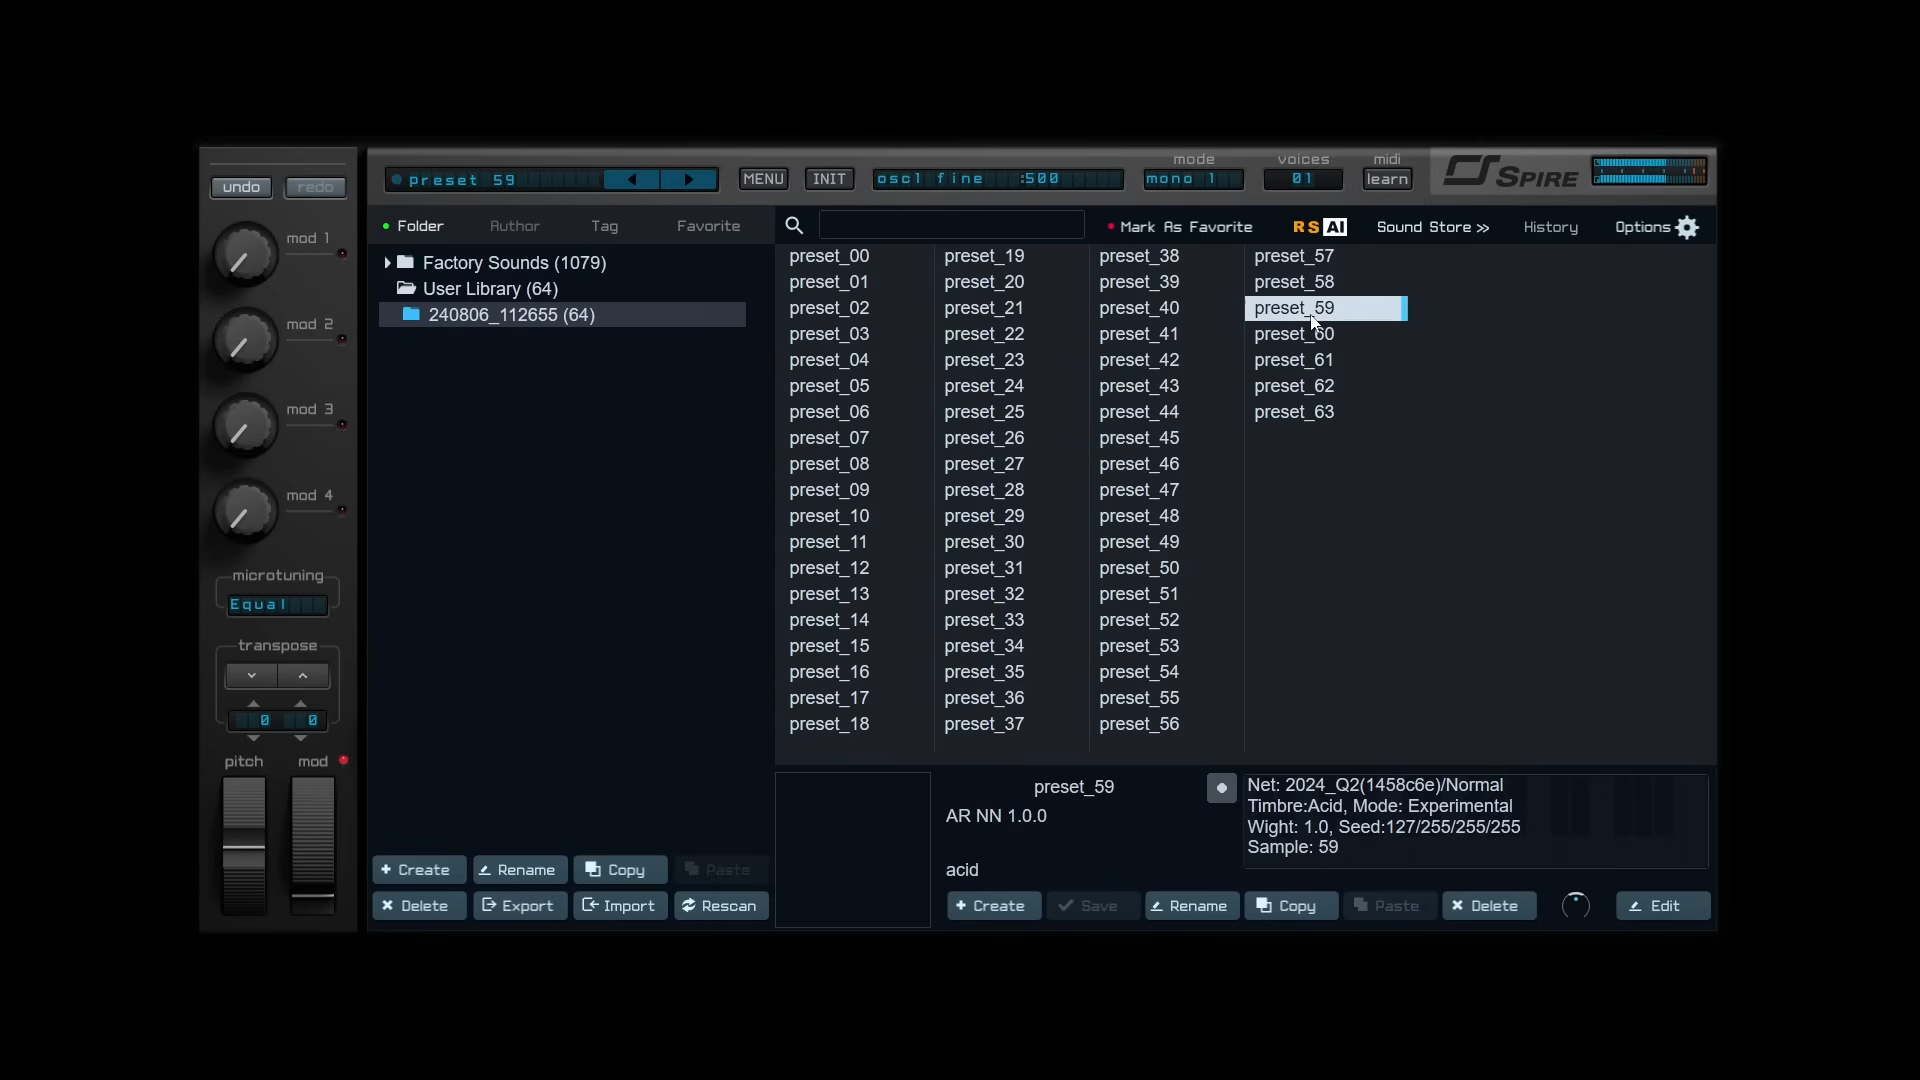 undo redo
mod 1
mod 2
mod 3
mod 4
microtuning
Equal
transpose
0 0
pitch mod
preset 59
MENU INIT
osc1 fine :500
mode
mono 1
voices
01
midi
learn
SPIRE
Folder Author Tag Favorite
Mark As Favorite RSAI Sound Store >> History Options
Factory Sounds (1079)
User Library (64)
240806_112655 (64)
preset_00
preset_01
preset_02
preset_03
preset_04
preset_05
preset_06
preset_07
preset_08
preset_09
preset_10
preset_11
preset_12
preset_13
preset_14
preset_15
preset_16
preset_17
preset_18
preset_19
preset_20
preset_21
preset_22
preset_23
preset_24
preset_25
preset_26
preset_27
preset_28
preset_29
preset_30
preset_31
preset_32
preset_33
preset_34
preset_35
preset_36
preset_37
preset_38
preset_39
preset_40
preset_41
preset_42
preset_43
preset_44
preset_45
preset_46
preset_47
preset_48
preset_49
preset_50
preset_51
preset_52
preset_53
preset_54
preset_55
preset_56
preset_57
preset_58
preset_59
preset_60
preset_61
preset_62
preset_63
Create Rename Copy Paste
Delete Export Import Rescan
preset_59
AR NN 1.0.0
acid
Net: 2024_Q2(1458c6e)/Normal
Timbre:Acid, Mode: Experimental
Wight: 1.0, Seed:127/255/255/255
Sample: 59
Create Save Rename Copy Paste Delete Edit